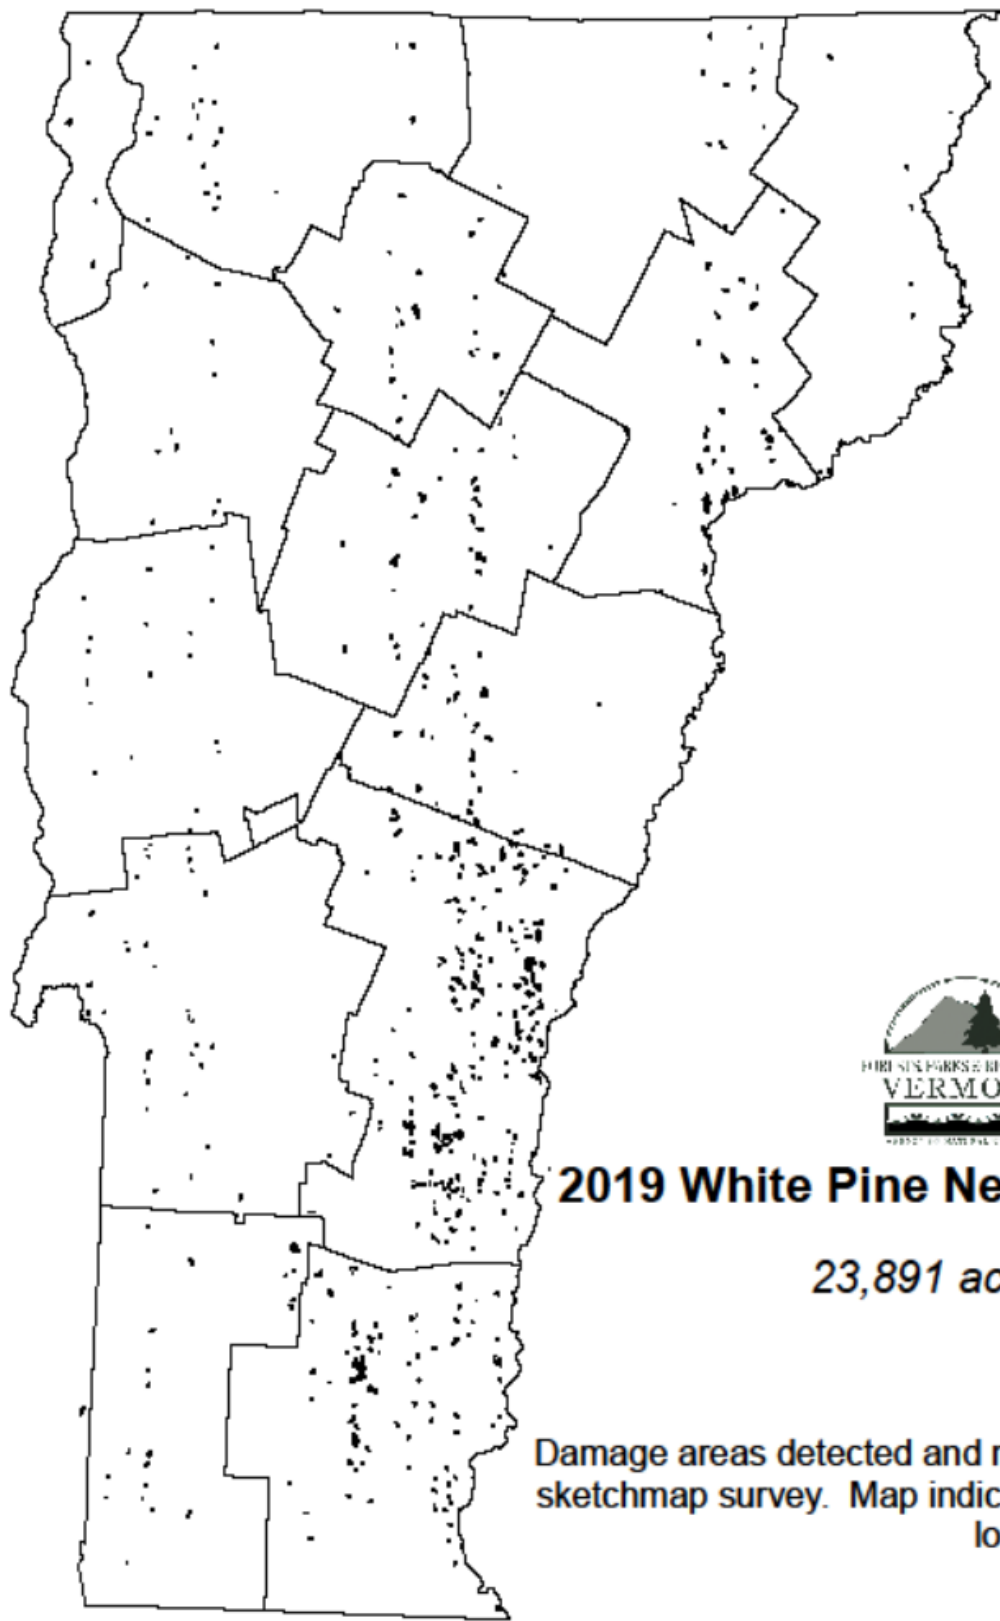 VERMO
2019 White Pine Ne
23,891 ac
Damage areas detected and r
sketchmap survey. Map indic
lo